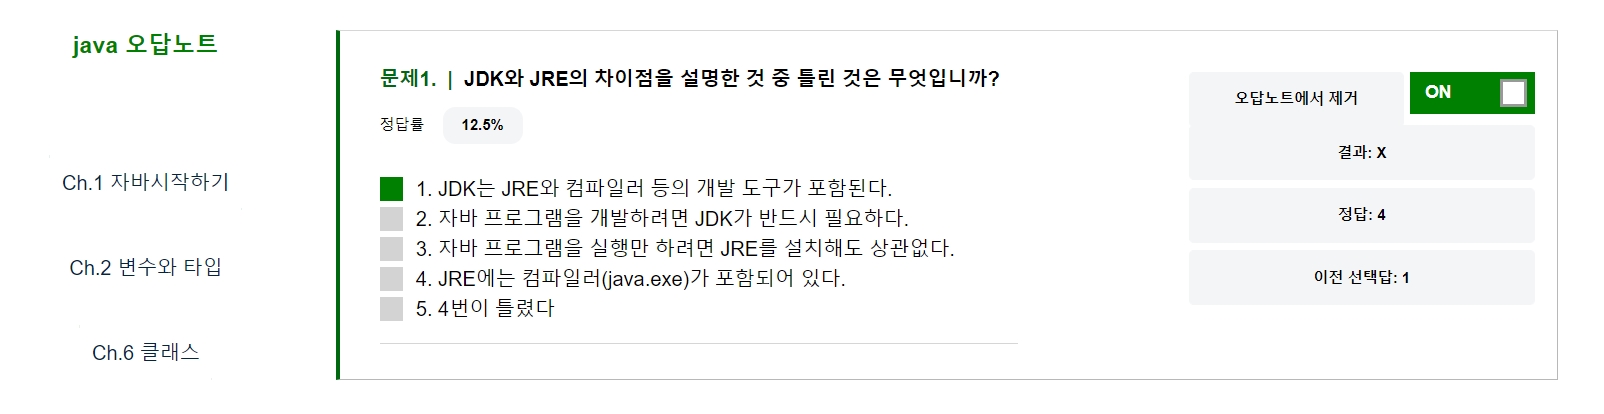 java 오답노트
Ch.1 자바시작하기
Ch.2 변수와 타입
Ch.6 클래스
문제1. | JDK와 JRE의 차이점을 설명한 것 중 틀린 것은 무엇입니까?
정답률 12.5%
1. JDK는 JRE와 컴파일러 등의 개발 도구가 포함된다.
2. 자바 프로그램을 개발하려면 JDK가 반드시 필요하다.
3. 자바 프로그램을 실행만 하려면 JRE를 설치해도 상관없다.
4. JRE에는 컴파일러(java.exe)가 포함되어 있다.
5. 4번이 틀렸다
오답노트에서 제거 ON
결과: X
정답: 4
이전 선택답: 1